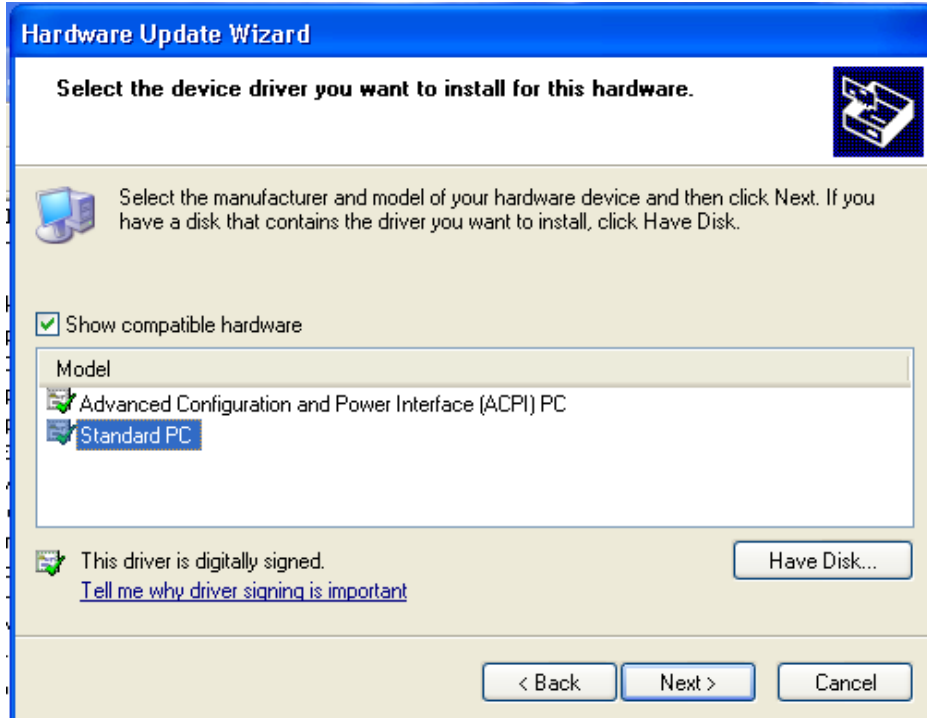 Hardware Update Wizard
Select the device driver you want to install for this hardware.
Select the manufacturer and model of your hardware device and then click Next. If you
have a disk that contains the driver you want to install, click Have Disk.
Show compatible hardware
Model
Advanced Configuration and Power Interface (ACPI) PC
Standard PC
This driver is digitally signed.
Have Disk...
Tell me why driver signing is important
< Back
Next >
Cancel